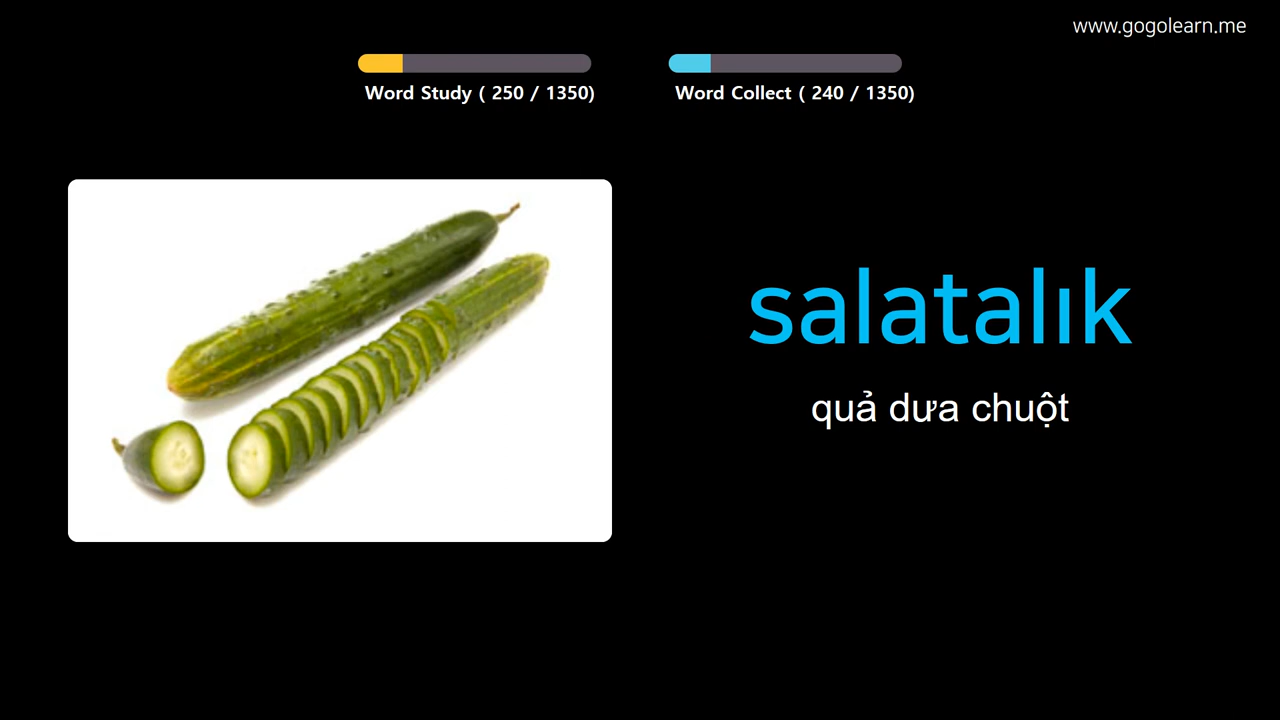 www.gogolearn.me
Word Study ( 250 / 1350)
Word Collect ( 240 / 1350)
salatalık
quả dưa chuột